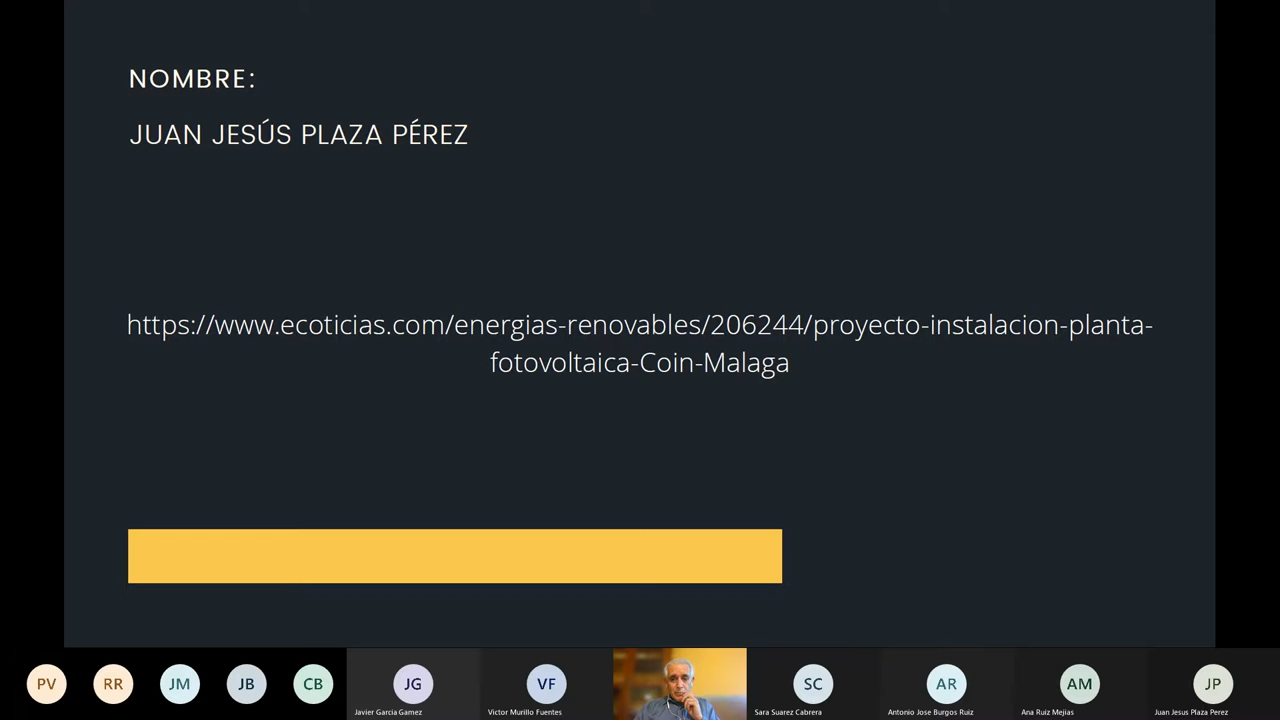 NOMBRE:
JUAN JESÚS PLAZA PÉREZ
https://www.ecoticias.com/energias-renovables/206244/proyecto-instalacion-planta-
fotovoltaica-Coin-Malaga
PV
RR
JM
JB
CB
JG
VF
SC
AR
AM
JP
Javier Garcia Gamez
Victor Murillo Fuentes
Sara Suarez Cabrera
Antonio Jose Burgos Ruiz
Ana Ruiz Mejias
Juan Jesus Plaza Perez